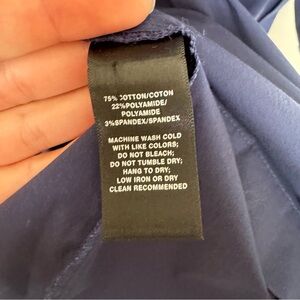 75% COTTON/COTON
22%POLYAMIDE/
POLYAMIDE
3%SPANDEX/SPANDEX
MACHINE WASH COLD
WITH LIKE COLORS;
DO NOT BLEACH;
DO NOT TUMBLE DRY;
HANG TO DRY;
LOW IRON OR DRY
CLEAN RECOMMENDED